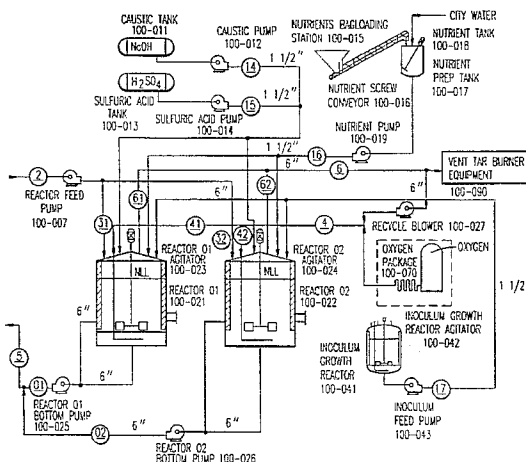 CAUSTIC TANK
100-011
NcOH
CAUSTIC PUMP
100-012
14
1 1/2"
H2SO4
SULFURIC ACID
TANK
100-013
SULFURIC ACID PUMP
100-014
15
1 1/2"
NUTRIENTS BAGLOADING
STATION 100-015
CITY WATER
NUTRIENT TANK
100-018
NUTRIENT
PREP TANK
100-017
NUTRIENT SCREW
CONVEYOR 100-016
NUTRIENT PUMP
100-019
1 1/2"
16
6"
6
VENT TAR BURNER
EQUIPMENT
100-090
6"
2
REACTOR FEED
PUMP
100-007
61
62
31
41
32
42
4
6"
6"
RECYCLE BLOWER 100-027
OXYGEN
PACKAGE
100-070
OXYGEN
REACTOR 01
AGITATOR
100-023
NLL
REACTOR 01
100-021
REACTOR 02
AGITATOR
100-024
NLL
REACTOR 02
100-022
1 1/2
INOCULUM GROWTH
REACTOR AGITATOR
100-042
INOCULUM
GROWTH
REACTOR
100-041
17
INOCULUM
FEED PUMP
100-043
5
6"
01
6"
REACTOR 01
BOTTOM PUMP
100-025
02
6"
6"
6"
REACTOR 02
BOTTOM PUMP 100-026